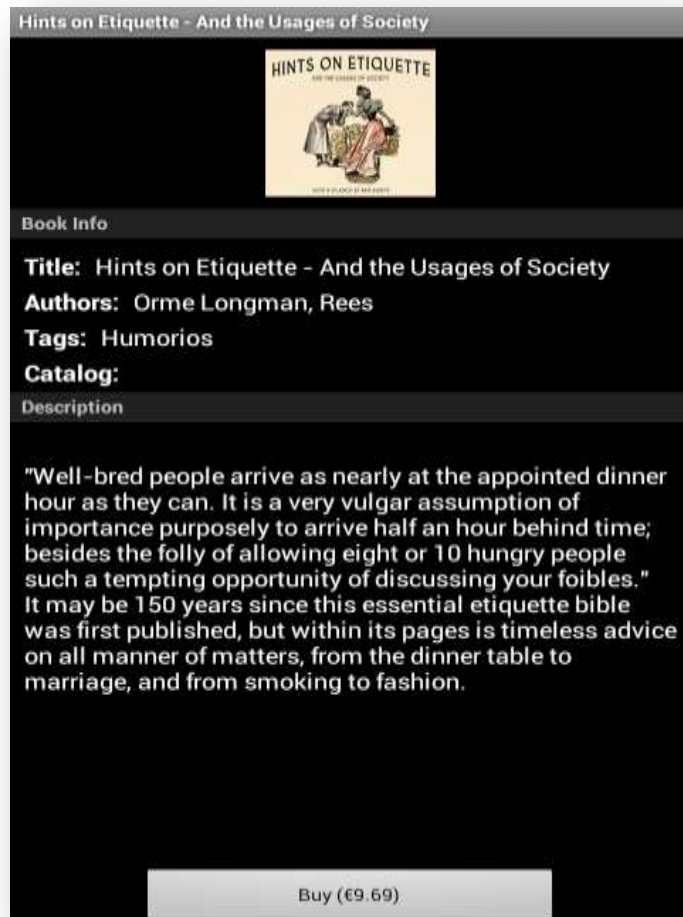 Hints on Etiquette - And the Usages of Society
HINTS ON ETIQUETTE
AND THE USAGES OF SOCIETY
Book Info
Title: Hints on Etiquette - And the Usages of Society
Authors: Orme Longman, Rees
Tags: Humorios
Catalog:
Description
"Well-bred people arrive as nearly at the appointed dinner
hour as they can. It is a very vulgar assumption of
importance purposely to arrive half an hour behind time;
besides the folly of allowing eight or 10 hungry people
such a tempting opportunity of discussing your foibles."
It may be 150 years since this essential etiquette bible
was first published, but within its pages is timeless advice
on all manner of matters, from the dinner table to
marriage, and from smoking to fashion.
Buy (€9.69)